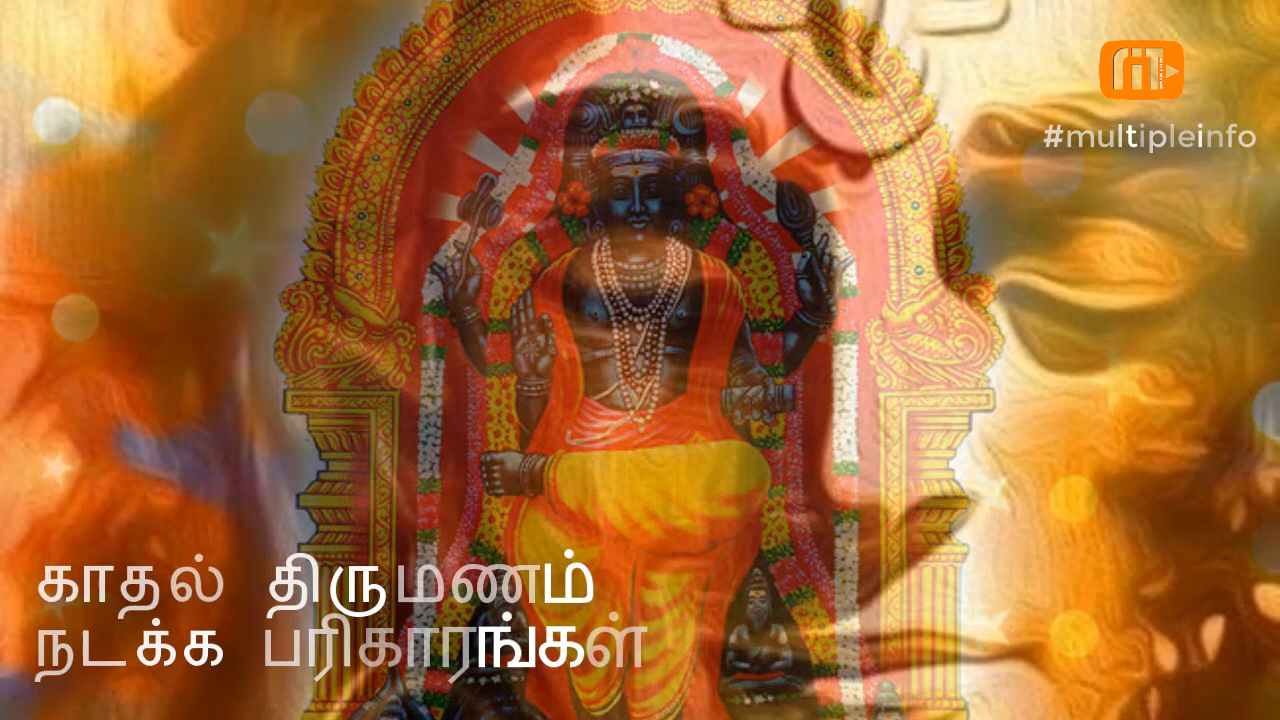 #multipleinfo
காதல் திருமணம்
நடக்க பரிகாரங்கள்